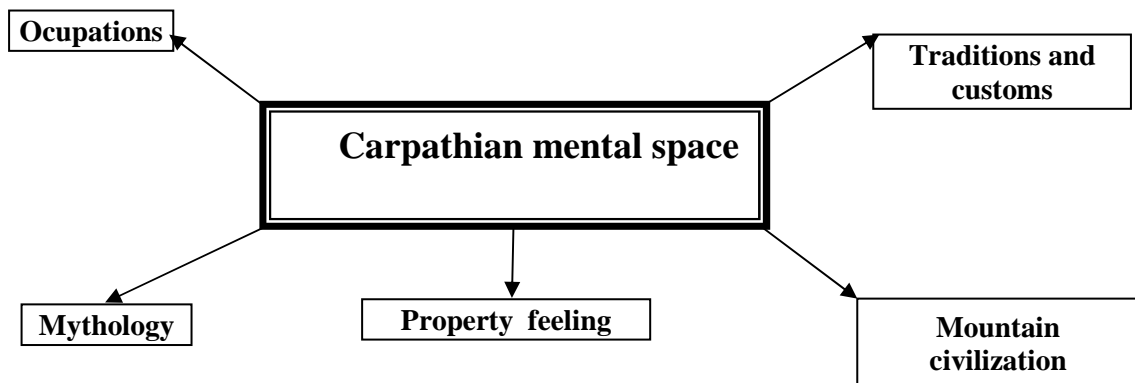 Ocupations
Traditions and
customs
Carpathian mental space
Mythology
Property feeling
Mountain
civilization